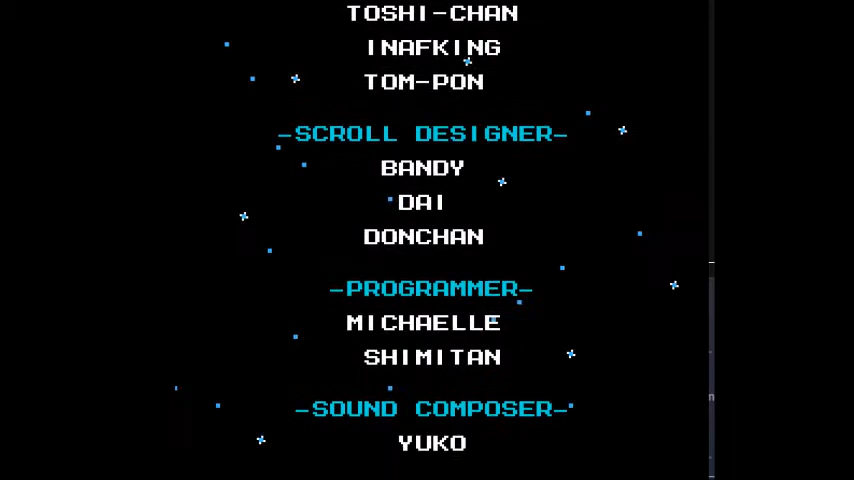 TOSHI-CHAN
INAFKING
TOM-PON
-SCROLL DESIGNER-
BANDY
DAI
DONCHAN
-PROGRAMMER-
MICHAELLE
SHIMITAN
-SOUND COMPOSER-
YUKO